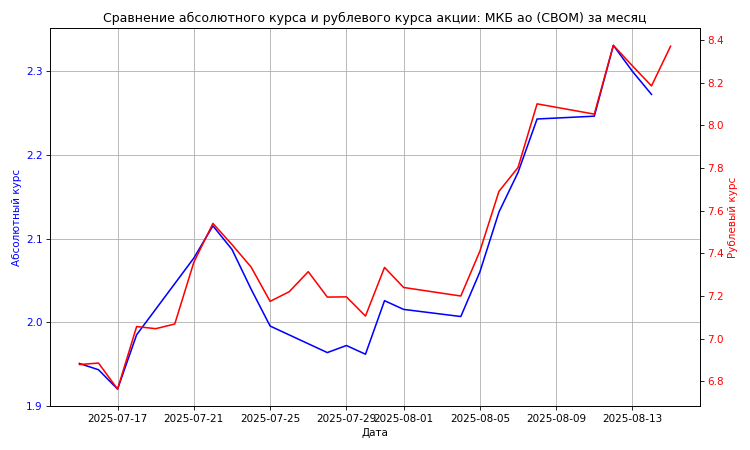 Сравнение абсолютного курса и рублевого курса акции: МКБ ао (CBOM) за месяц
Абсолютный курс
2.3
2.2
2.1
2.0
1.9
8.4
8.2
8.0
7.8
7.6
7.4
7.2
7.0
6.8
Рублевый курс
2025-07-17 2025-07-21 2025-07-25 2025-07-29 2025-08-01 2025-08-05 2025-08-09 2025-08-13
Дата